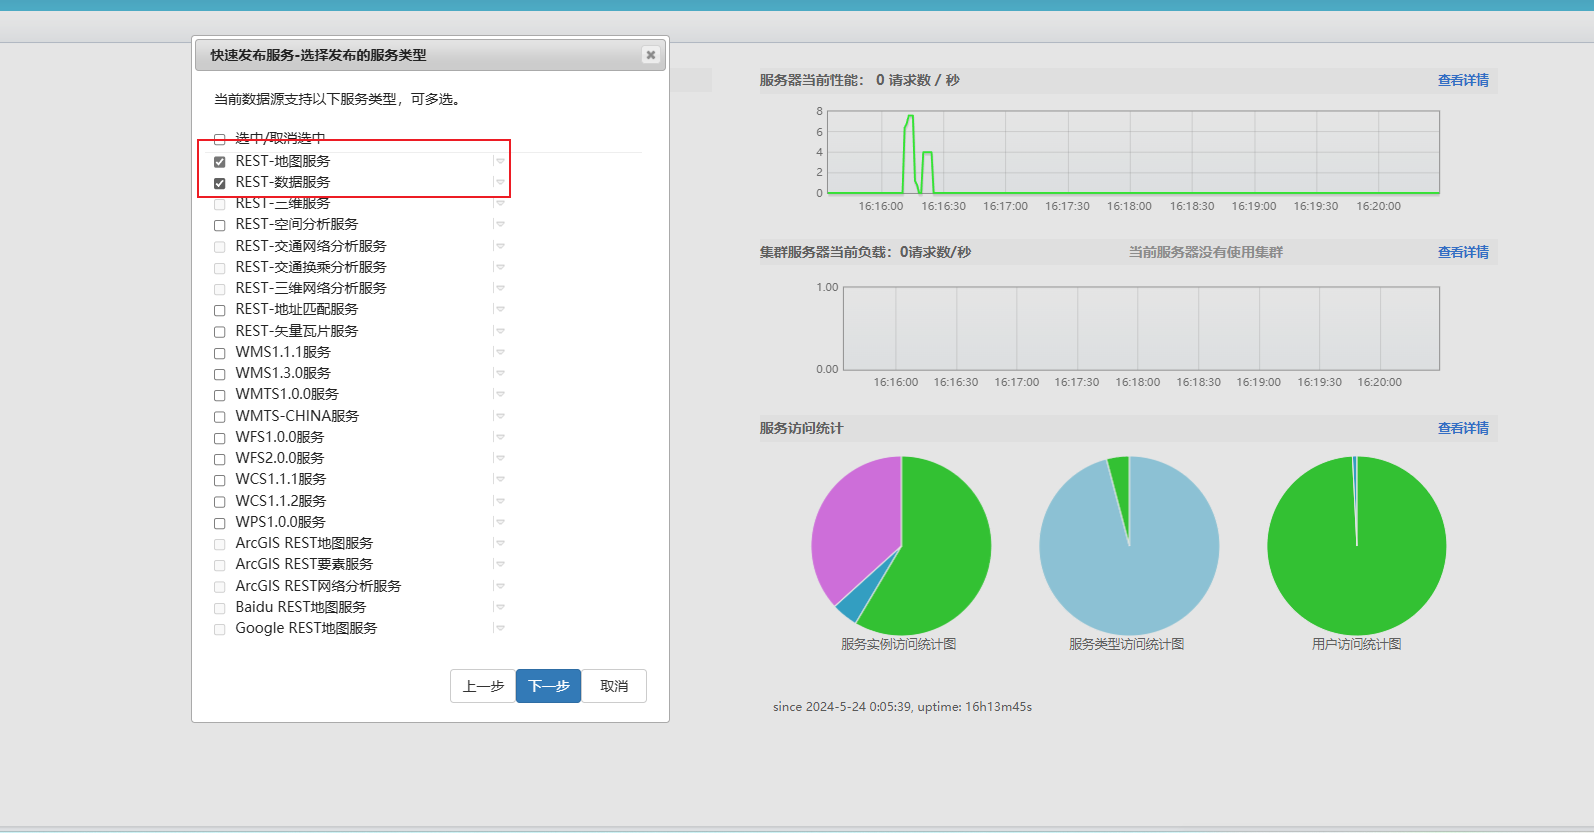 快速发布服务-选择发布的服务类型
当前数据源支持以下服务类型，可多选。
选中/取消选中
REST-地图服务
REST-数据服务
REST-三维服务
REST-空间分析服务
REST-交通网络分析服务
REST-交通换乘分析服务
REST-三维网络分析服务
REST-地址匹配服务
REST-矢量瓦片服务
WMS1.1.1服务
WMS1.3.0服务
WMTS1.0.0服务
WMTS-CHINA服务
WFS1.0.0服务
WFS2.0.0服务
WCS1.1.1服务
WCS1.1.2服务
WPS1.0.0服务
ArcGIS REST地图服务
ArcGIS REST要素服务
ArcGIS REST网络分析服务
Baidu REST地图服务
Google REST地图服务
上一步 下一步 取消
服务器当前性能： 0 请求数 / 秒 查看详情
8
6
4
2
0
16:16:00 16:16:30 16:17:00 16:17:30 16:18:00 16:18:30 16:19:00 16:19:30 16:20:00
集群服务器当前负载：0请求数/秒 当前服务器没有使用集群 查看详情
1.00
0.00
16:16:00 16:16:30 16:17:00 16:17:30 16:18:00 16:18:30 16:19:00 16:19:30 16:20:00
服务访问统计 查看详情
服务实例访问统计图 服务类型访问统计图 用户访问统计图
since 2024-5-24 0:05:39, uptime: 16h13m45s